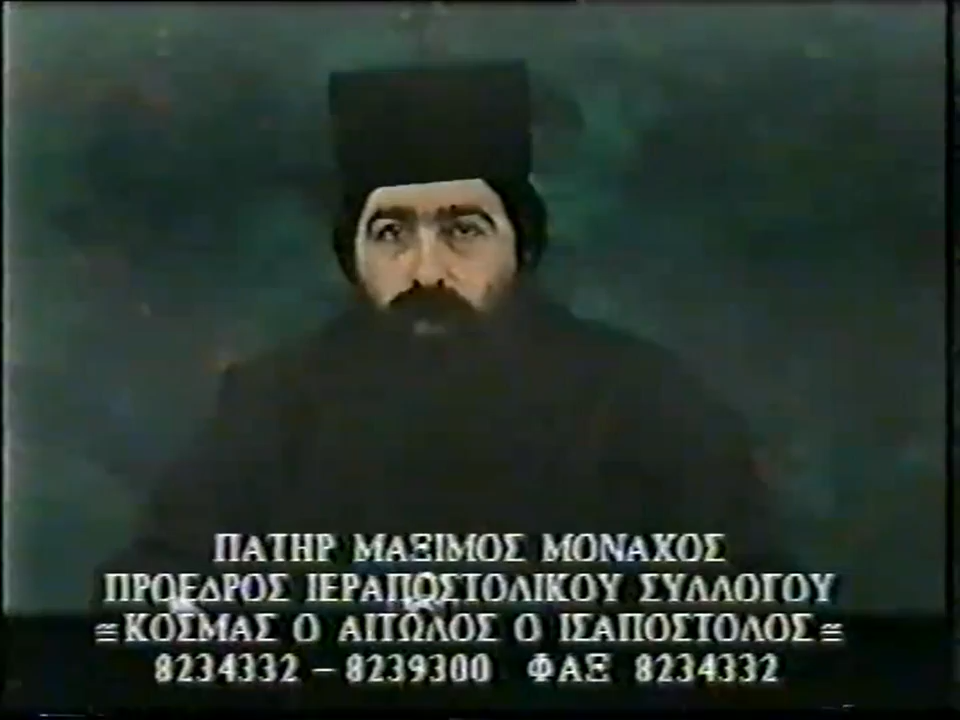 ΠΑΤΗΡ ΜΑΞΙΜΟΣ ΜΟΝΑΧΟΣ
ΠΡΟΕΔΡΟΣ ΙΕΡΑΠΟΣΤΟΛΙΚΟΥ ΣΥΛΛΟΓΟΥ
≅ΚΟΣΜΑΣ Ο ΑΙΤΩΛΟΣ Ο ΙΣΑΠΟΣΤΟΛΟΣ≅
8234332 – 8239300 ΦΑΞ 8234332